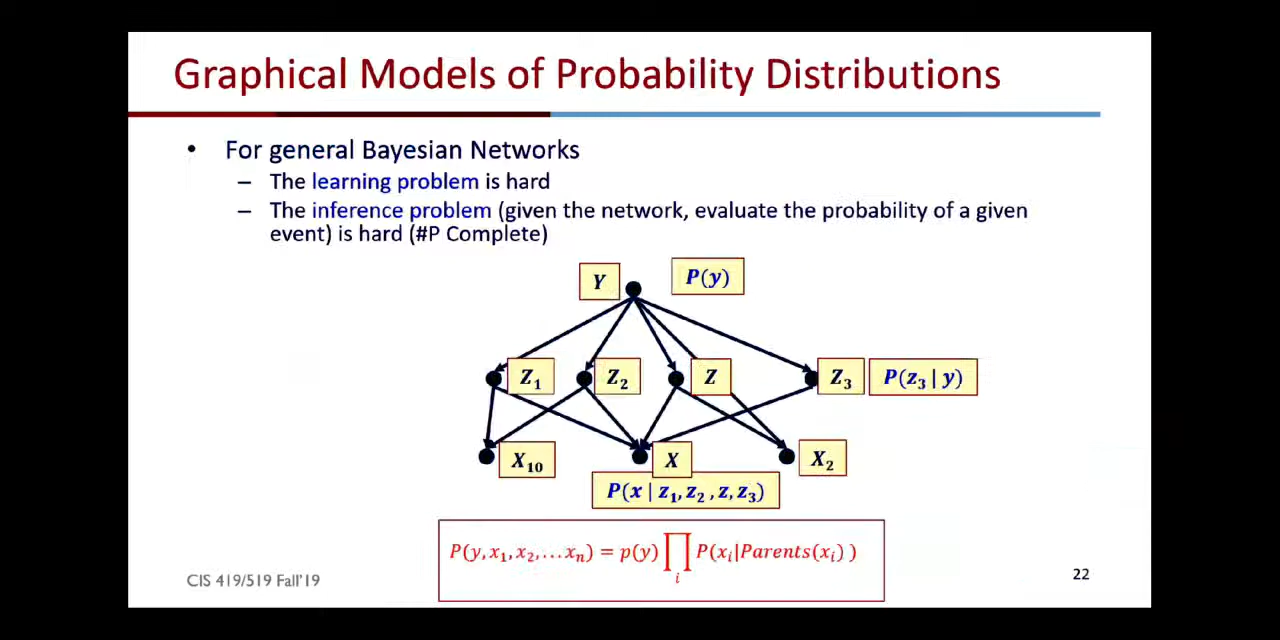 Graphical Models of Probability Distributions
• For general Bayesian Networks
– The learning problem is hard
– The inference problem (given the network, evaluate the probability of a given
event) is hard (#P Complete)
Y P(y)
Z₁ Z₂ Z Z₃ P(z₃ | y)
X₁₀ X X₂
P(x | z₁, z₂ , z, z₃)
P(y, x₁, x₂, … xₙ) = p(y) ∏ᵢ P(xᵢ|Parents(xᵢ) )
CIS 419/519 Fall'19
22